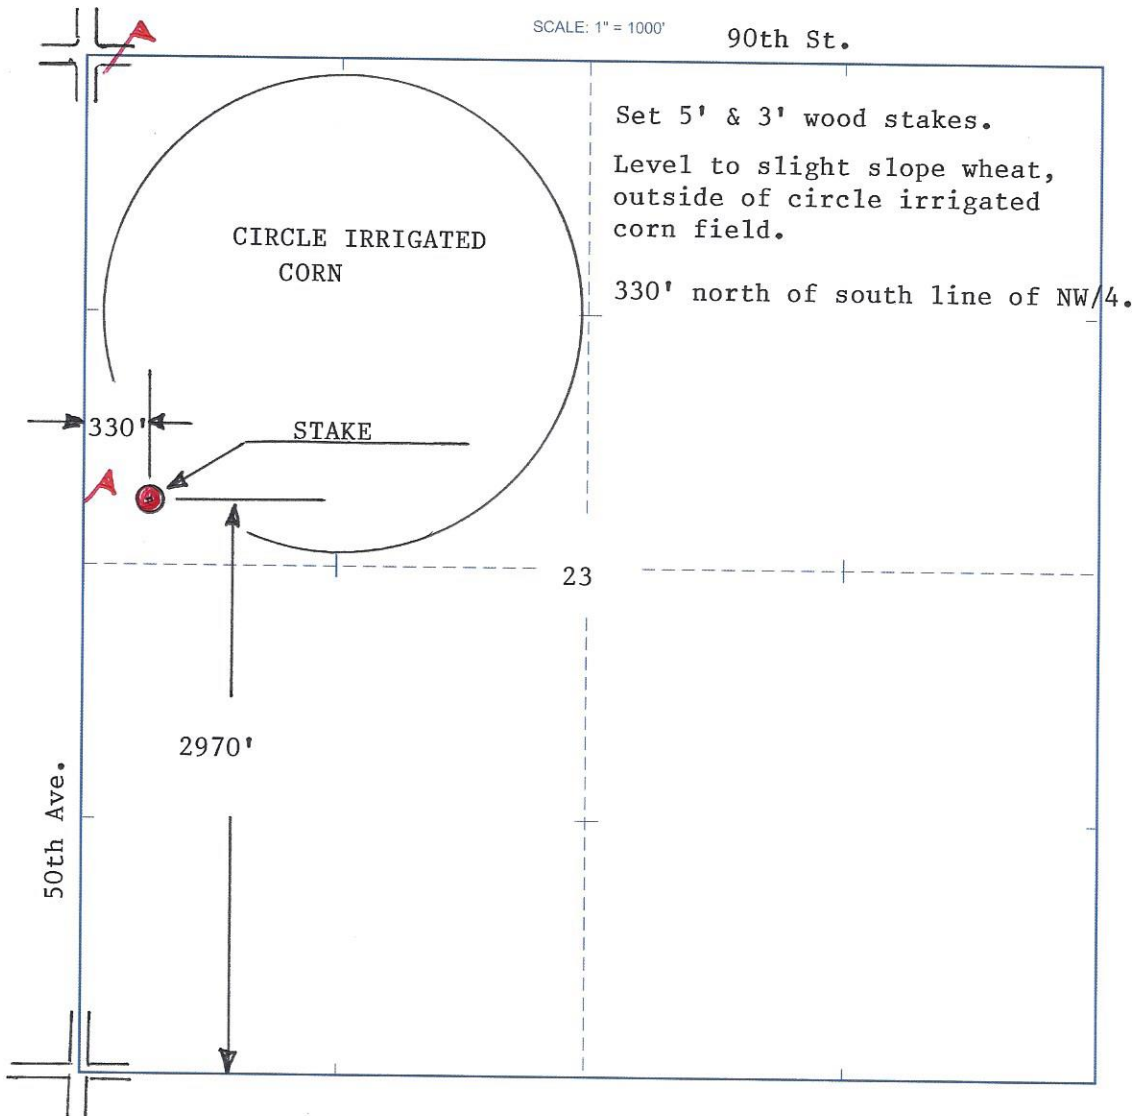 SCALE: 1" = 1000'
90th St.
Set 5' & 3' wood stakes.
Level to slight slope wheat,
outside of circle irrigated
corn field.
330' north of south line of NW/4.
CIRCLE IRRIGATED
CORN
330'
STAKE
23
2970'
50th Ave.